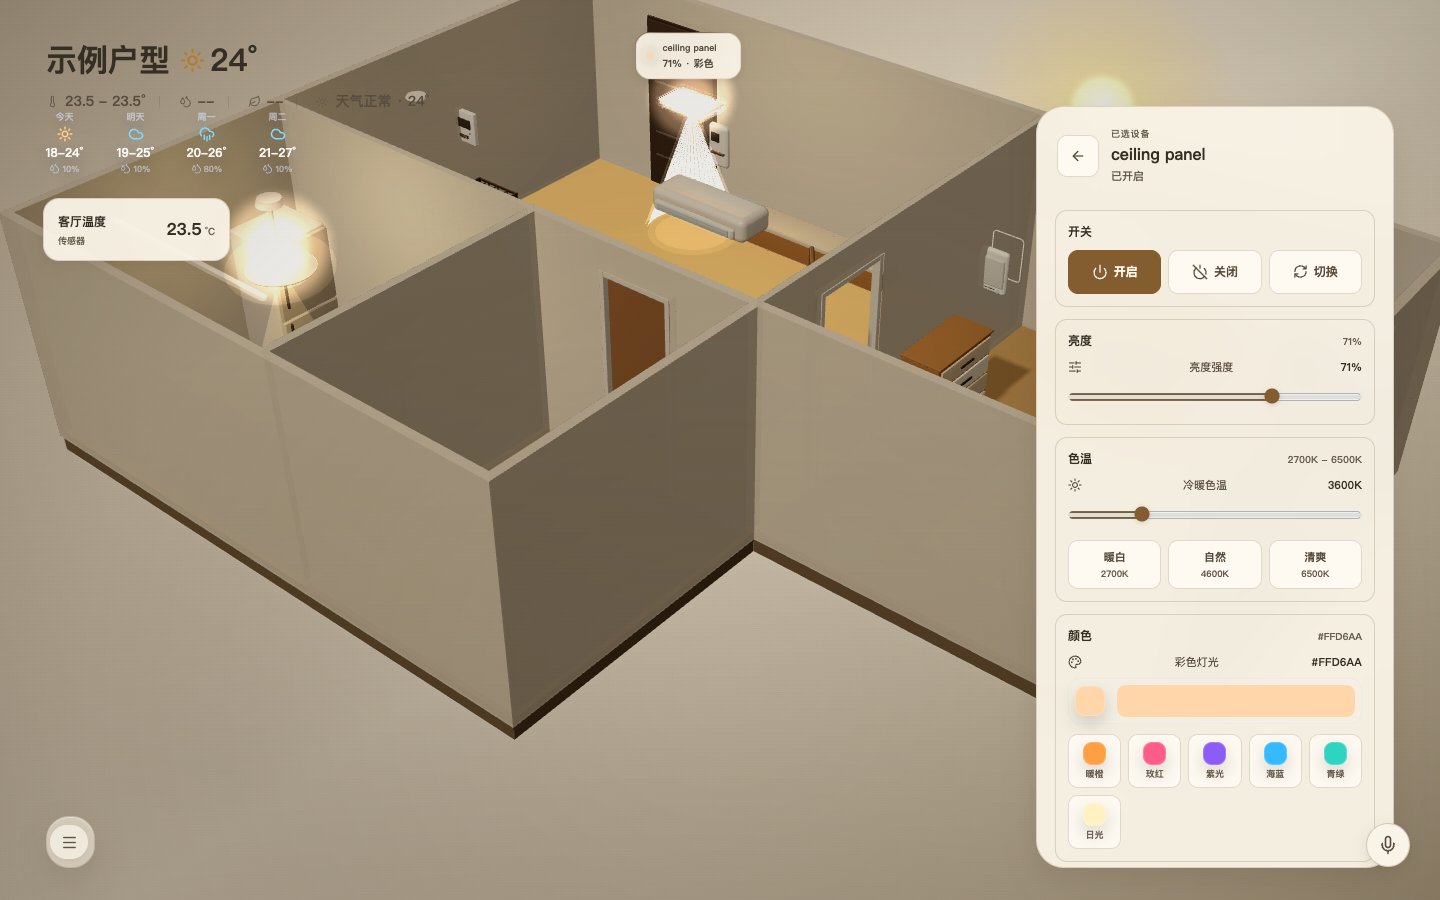 示例户型 24°
23.5 – 23.5° -- -- 天气正常 · 24°
今天 明天 周一 周二
18–24° 19–25° 20–26° 21–27°
10% 10% 80% 10%
客厅温度
传感器
23.5 °C
ceiling panel
71% · 彩色
已选设备
ceiling panel
已开启
开关
开启 关闭 切换
亮度 71%
亮度强度 71%
色温 2700K – 6500K
冷暖色温 3600K
暖白 自然 清爽
2700K 4600K 6500K
颜色 #FFD6AA
彩色灯光 #FFD6AA
暖橙 玫红 紫光 海蓝 青绿
日光